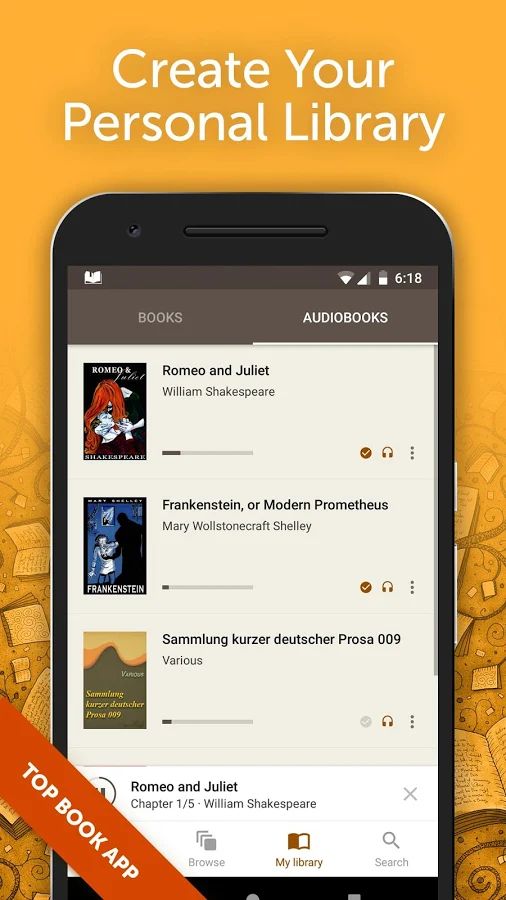 Create Your
Personal Library
6:18
BOOKS
AUDIOBOOKS
ROMEO &
Juliet
SHAKESPEARE
Romeo and Juliet
William Shakespeare
MARY SHELLEY
FRANKENSTEIN
Frankenstein, or Modern Prometheus
Mary Wollstonecraft Shelley
VARIOUS
Sammlung
kurzer deutscher
Prosa 009
Sammlung kurzer deutscher Prosa 009
Various
Romeo and Juliet
Chapter 1/5 · William Shakespeare
TOP BOOK APP
Browse
My library
Search